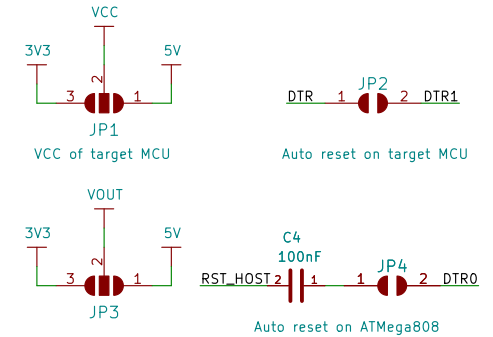 VCC
3V3
5V
2
3
1
JP1
VCC of target MCU
DTR
1
JP2
2
DTR1
Auto reset on target MCU
VOUT
3V3
5V
2
3
1
JP3
C4
100nF
RST_HOST
2
1
1
JP4
2
DTR0
Auto reset on ATMega808